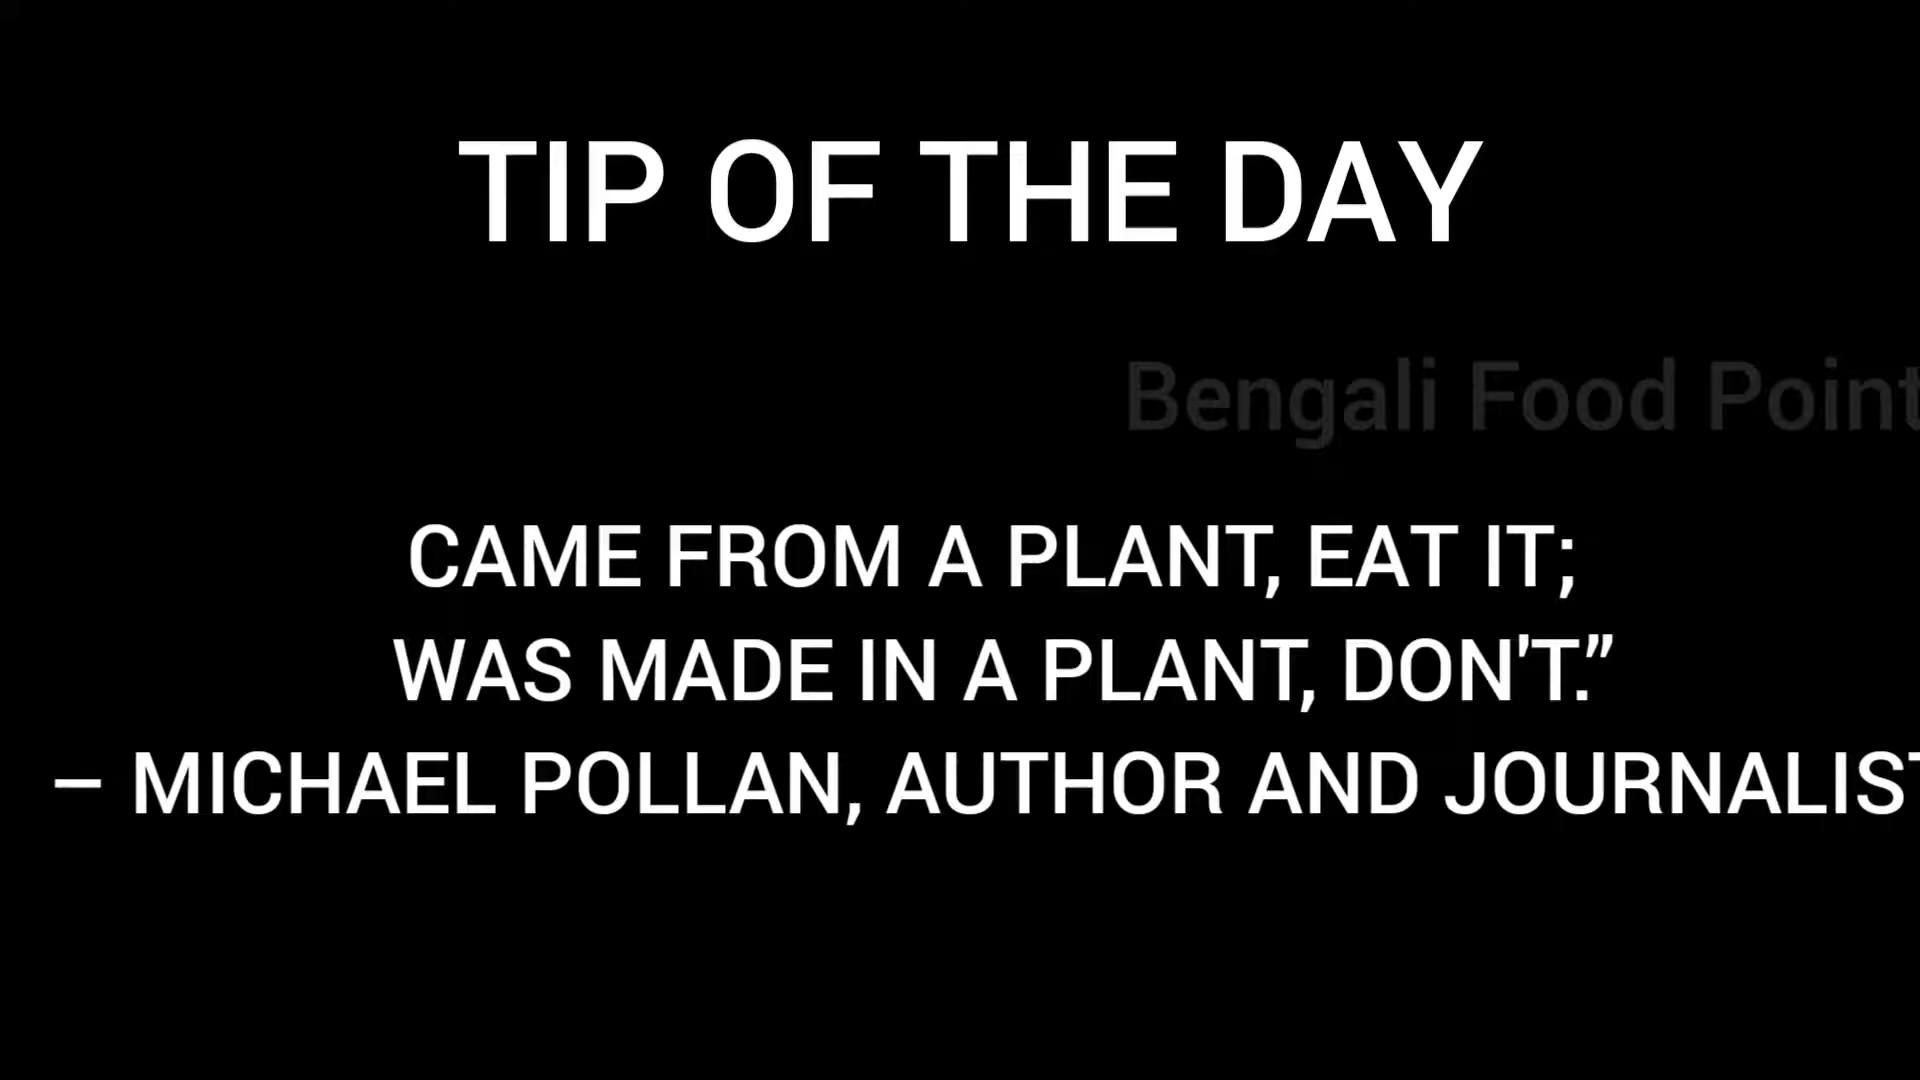 TIP OF THE DAY
Bengali Food Point
CAME FROM A PLANT, EAT IT;
WAS MADE IN A PLANT, DON'T.”
– MICHAEL POLLAN, AUTHOR AND JOURNALIST